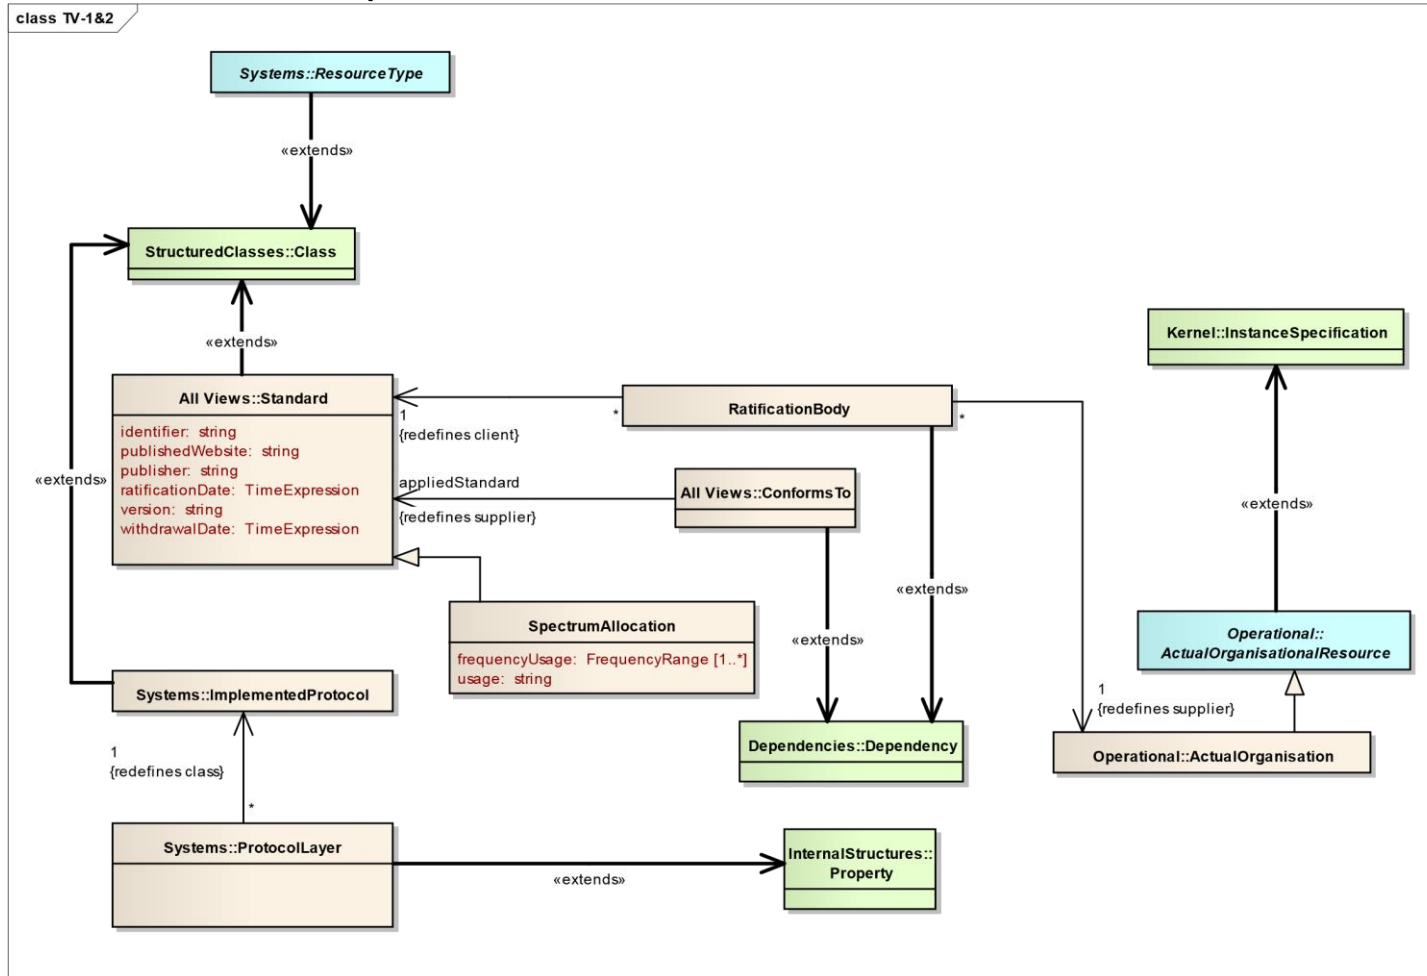 class TV-1&2
Systems::ResourceType
«extends»
StructuredClasses::Class
«extends»
Kernel::InstanceSpecification
All Views::Standard
identifier: string
publishedWebsite: string
publisher: string
ratificationDate: TimeExpression
version: string
withdrawalDate: TimeExpression
1
{redefines client}
*
RatificationBody
*
appliedStandard
{redefines supplier}
All Views::ConformsTo
«extends»
«extends»
«extends»
«extends»
SpectrumAllocation
frequencyUsage: FrequencyRange [1..*]
usage: string
Operational::
ActualOrganisationalResource
Systems::ImplementedProtocol
1
{redefines supplier}
Dependencies::Dependency
Operational::ActualOrganisation
1
{redefines class}
*
Systems::ProtocolLayer
«extends»
InternalStructures::
Property